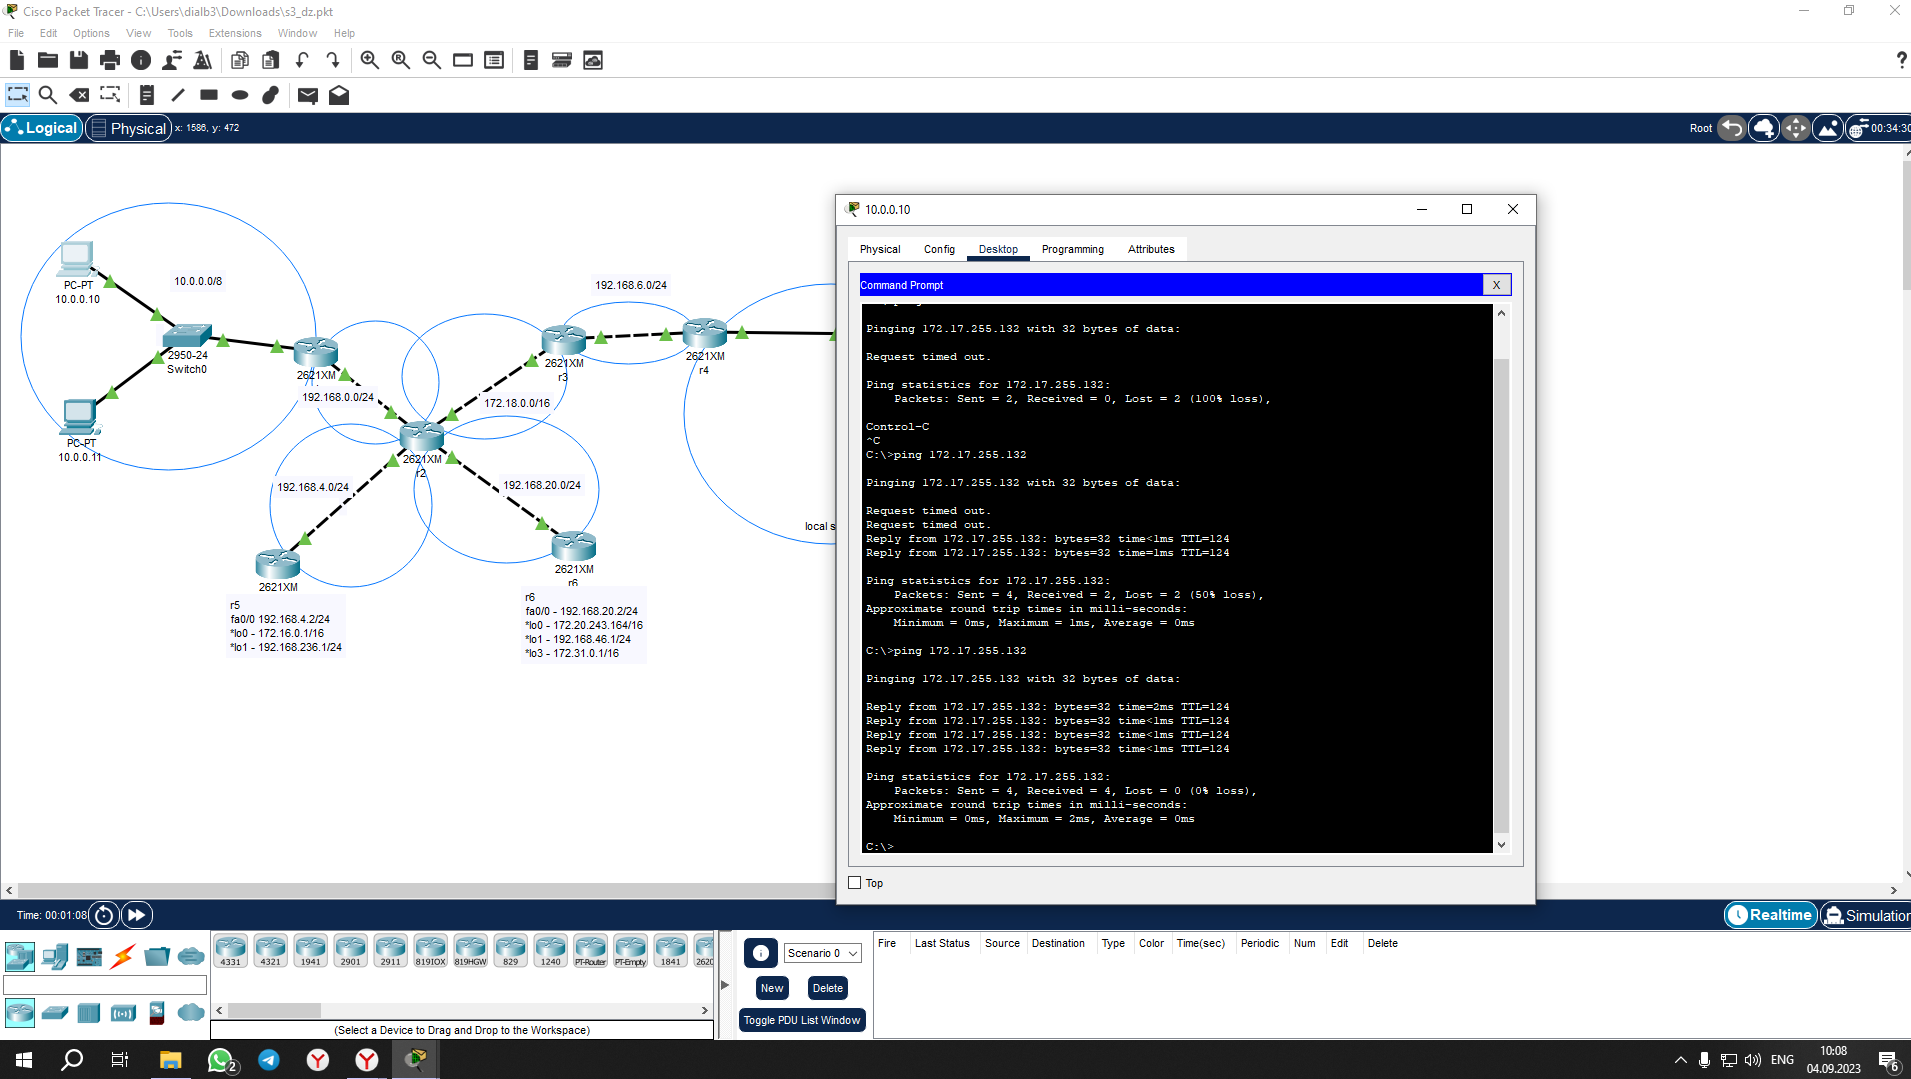 Cisco Packet Tracer - C:\Users\dialb3\Downloads\s3_dz.pkt
File Edit Options View Tools Extensions Window Help
Logical
Physical
x: 1586, y: 472
Root
00:34:30
PC-PT
10.0.0.10
10.0.0.0/8
2950-24
Switch0
PC-PT
10.0.0.11
2621XM
192.168.0.0/24
192.168.6.0/24
2621XM
r3
2621XM
r4
172.18.0.0/16
2621XM
r2
192.168.4.0/24
192.168.20.0/24
local s
2621XM
r5
fa0/0 192.168.4.2/24
*lo0 - 172.16.0.1/16
*lo1 - 192.168.236.1/24
2621XM
r6
r6
fa0/0 - 192.168.20.2/24
*lo0 - 172.20.243.164/16
*lo1 - 192.168.46.1/24
*lo3 - 172.31.0.1/16
10.0.0.10
Physical Config Desktop Programming Attributes
Command Prompt
X
Pinging 172.17.255.132 with 32 bytes of data:
Request timed out.
Ping statistics for 172.17.255.132:
Packets: Sent = 2, Received = 0, Lost = 2 (100% loss),
Control-C
^C
C:\>ping 172.17.255.132
Pinging 172.17.255.132 with 32 bytes of data:
Request timed out.
Request timed out.
Reply from 172.17.255.132: bytes=32 time<1ms TTL=124
Reply from 172.17.255.132: bytes=32 time=1ms TTL=124
Ping statistics for 172.17.255.132:
Packets: Sent = 4, Received = 2, Lost = 2 (50% loss),
Approximate round trip times in milli-seconds:
Minimum = 0ms, Maximum = 1ms, Average = 0ms
C:\>ping 172.17.255.132
Pinging 172.17.255.132 with 32 bytes of data:
Reply from 172.17.255.132: bytes=32 time=2ms TTL=124
Reply from 172.17.255.132: bytes=32 time<1ms TTL=124
Reply from 172.17.255.132: bytes=32 time<1ms TTL=124
Reply from 172.17.255.132: bytes=32 time<1ms TTL=124
Ping statistics for 172.17.255.132:
Packets: Sent = 4, Received = 4, Lost = 0 (0% loss),
Approximate round trip times in milli-seconds:
Minimum = 0ms, Maximum = 2ms, Average = 0ms
C:\>
Top
Time: 00:01:08
Realtime
Simulation
4331 4321 1941 2901 2911 819IOX 819HGW 829 1240 PT-Router PT-Empty 1841 2620
(Select a Device to Drag and Drop to the Workspace)
Scenario 0
New
Delete
Toggle PDU List Window
Fire Last Status Source Destination Type Color Time(sec) Periodic Num Edit Delete
2
ENG
10:08
04.09.2023
6